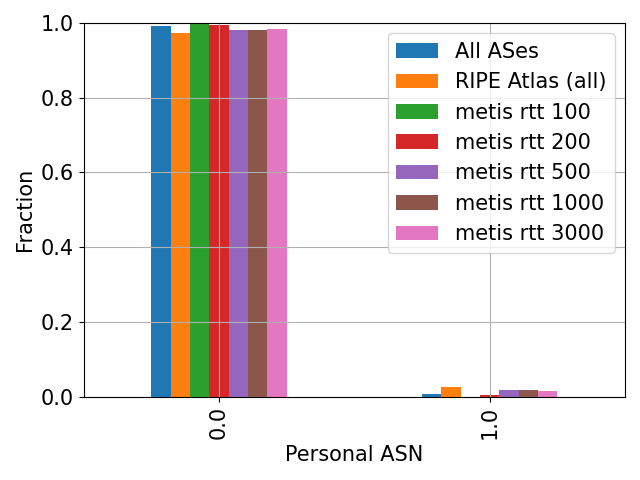 1.0
0.8
0.6
0.4
0.2
0.0
Fraction
All ASes
RIPE Atlas (all)
metis rtt 100
metis rtt 200
metis rtt 500
metis rtt 1000
metis rtt 3000
0.0
1.0
Personal ASN